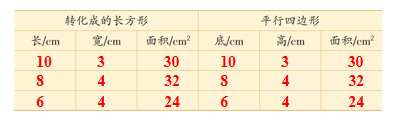 转化成的长方形 平行四边形
长/cm 宽/cm 面积/cm² 底/cm 高/cm 面积/cm²
10 3 30 10 3 30
8 4 32 8 4 32
6 4 24 6 4 24